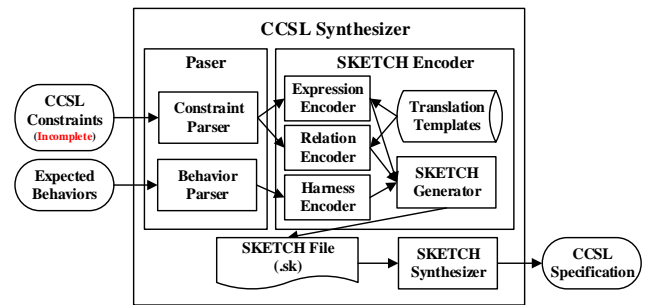 CCSL Synthesizer
Paser
SKETCH Encoder
CCSL
Constraints
(Incomplete)
Constraint
Parser
Expression
Encoder
Translation
Templates
Relation
Encoder
Expected
Behaviors
Behavior
Parser
Harness
Encoder
SKETCH
Generator
SKETCH File
(.sk)
SKETCH
Synthesizer
CCSL
Specification